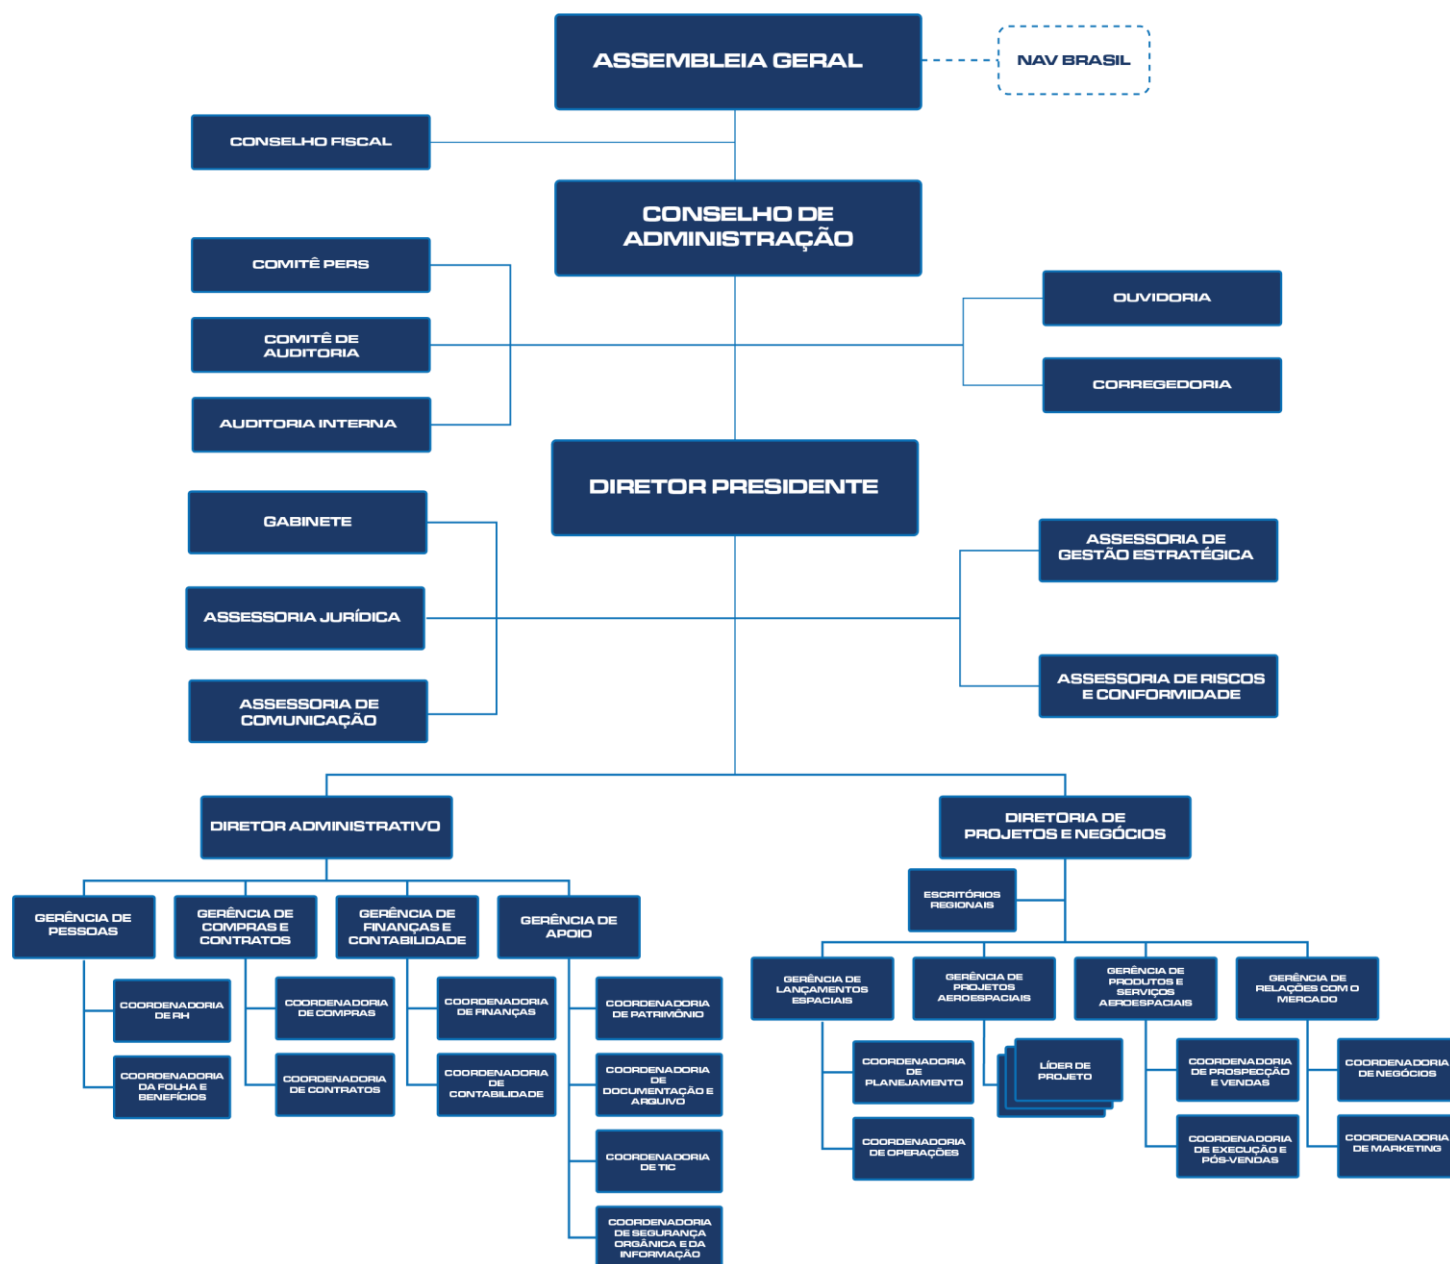 ASSEMBLEIA GERAL
NAV BRASIL
CONSELHO FISCAL
CONSELHO DE
ADMINISTRAÇÃO
COMITÊ PERS
COMITÊ DE
AUDITORIA
AUDITORIA INTERNA
OUVIDORIA
CORREGEDORIA
DIRETOR PRESIDENTE
GABINETE
ASSESSORIA JURÍDICA
ASSESSORIA DE
COMUNICAÇÃO
ASSESSORIA DE
GESTÃO ESTRATÉGICA
ASSESSORIA DE RISCOS
E CONFORMIDADE
DIRETOR ADMINISTRATIVO
GERÊNCIA DE
PESSOAS
COORDENADORIA
DE RH
COORDENADORIA
DA FOLHA E
BENEFÍCIOS
GERÊNCIA DE
COMPRAS E
CONTRATOS
COORDENADORIA
DE COMPRAS
COORDENADORIA
DE CONTRATOS
GERÊNCIA DE
FINANÇAS E
CONTABILIDADE
COORDENADORIA
DE FINANÇAS
COORDENADORIA
DE
CONTABILIDADE
GERÊNCIA DE
APOIO
COORDENADORIA
DE PATRIMÔNIO
COORDENADORIA
DE
DOCUMENTAÇÃO E
ARQUIVO
COORDENADORIA
DE TIC
COORDENADORIA
DE SEGURANÇA
ORGÂNICA E DA
INFORMAÇÃO
DIRETORIA DE
PROJETOS E NEGÓCIOS
ESCRITÓRIOS
REGIONAIS
GERÊNCIA DE
LANÇAMENTOS
ESPACIAIS
COORDENADORIA
DE
PLANEJAMENTO
COORDENADORIA
DE OPERAÇÕES
GERÊNCIA DE
PROJETOS
AEROESPACIAIS
LÍDER DE
PROJETO
GERÊNCIA DE
PRODUTOS E
SERVIÇOS
AEROESPACIAIS
COORDENADORIA
DE PROSPECÇÃO
E VENDAS
COORDENADORIA
DE EXECUÇÃO E
PÓS-VENDAS
GERÊNCIA DE
RELAÇÕES COM O
MERCADO
COORDENADORIA
DE NEGÓCIOS
COORDENADORIA
DE MARKETING